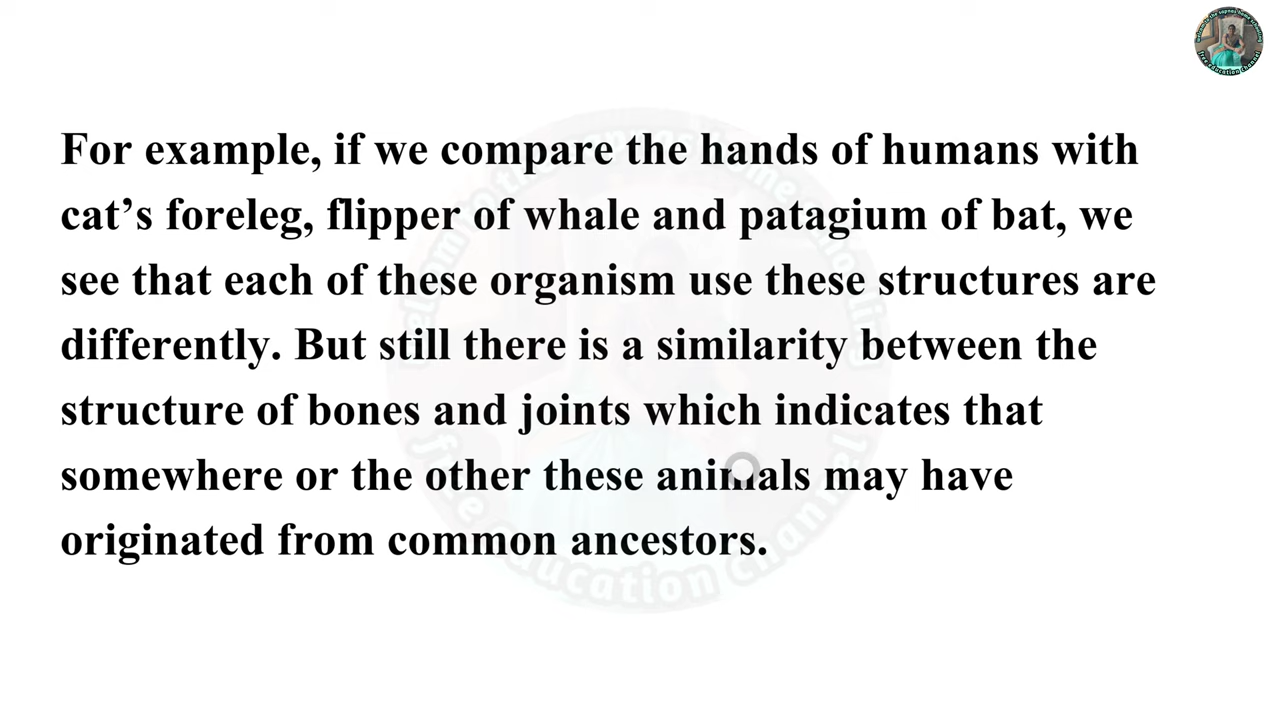 For example, if we compare the hands of humans with
cat’s foreleg, flipper of whale and patagium of bat, we
see that each of these organism use these structures are
differently. But still there is a similarity between the
structure of bones and joints which indicates that
somewhere or the other these animals may have
originated from common ancestors.
free education channel